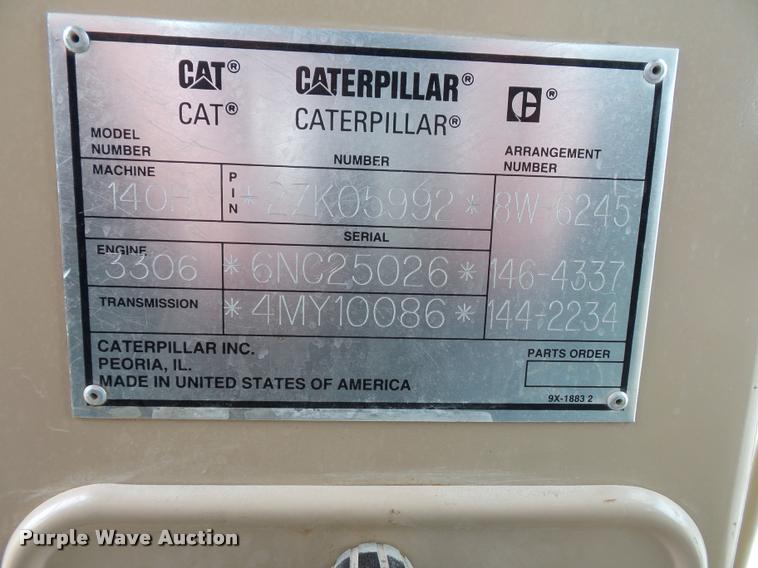 CAT® CATERPILLAR® C®
CAT® CATERPILLAR®
MODEL NUMBER NUMBER ARRANGEMENT NUMBER
MACHINE 140H PIN *2ZK05992* 8W-6245
SERIAL
ENGINE 3306 *6NC25026* 146-4337
TRANSMISSION *4MY10086* 144-2234
CATERPILLAR INC.
PEORIA, IL.
MADE IN UNITED STATES OF AMERICA
PARTS ORDER
9X-1883 2
Purple Wave Auction